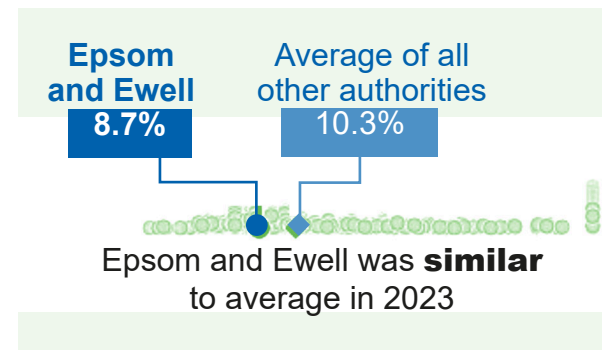 Epsom
and Ewell
8.7%
Average of all
other authorities
10.3%
Epsom and Ewell was similar
to average in 2023